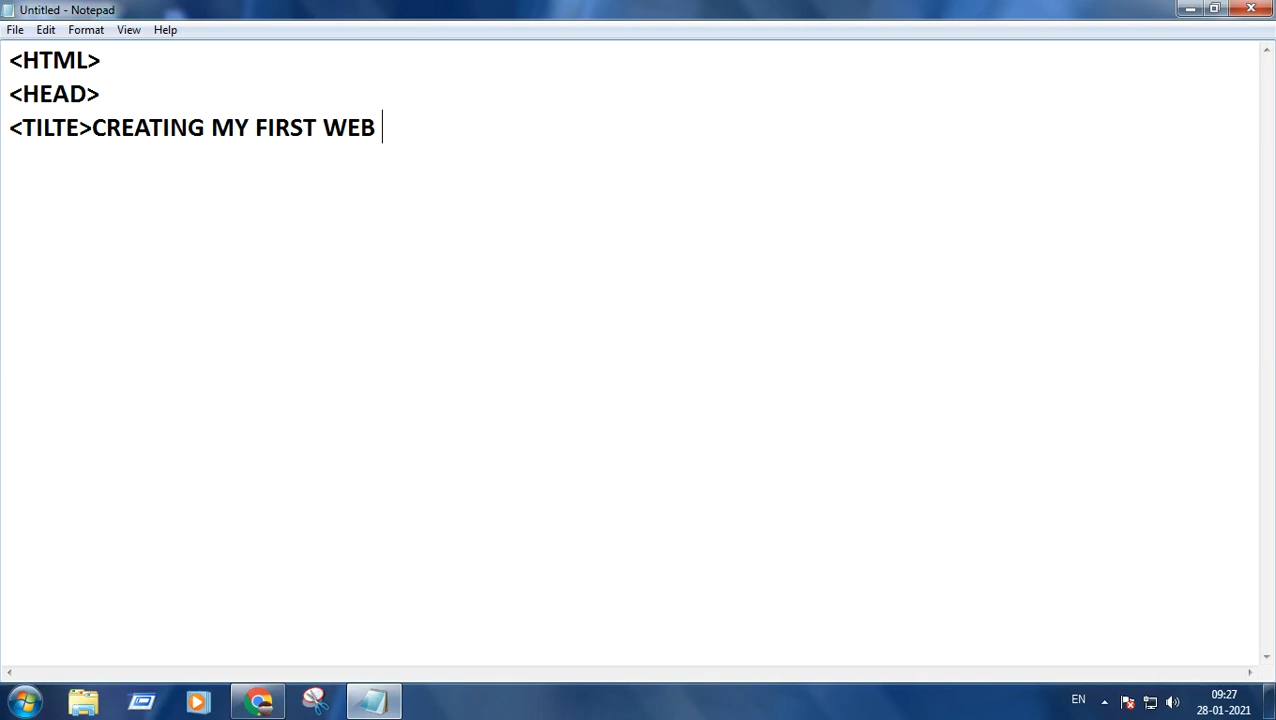 Untitled - Notepad
File Edit Format View Help
<HTML>
<HEAD>
<TILTE>CREATING MY FIRST WEB
EN
09:27
28-01-2021